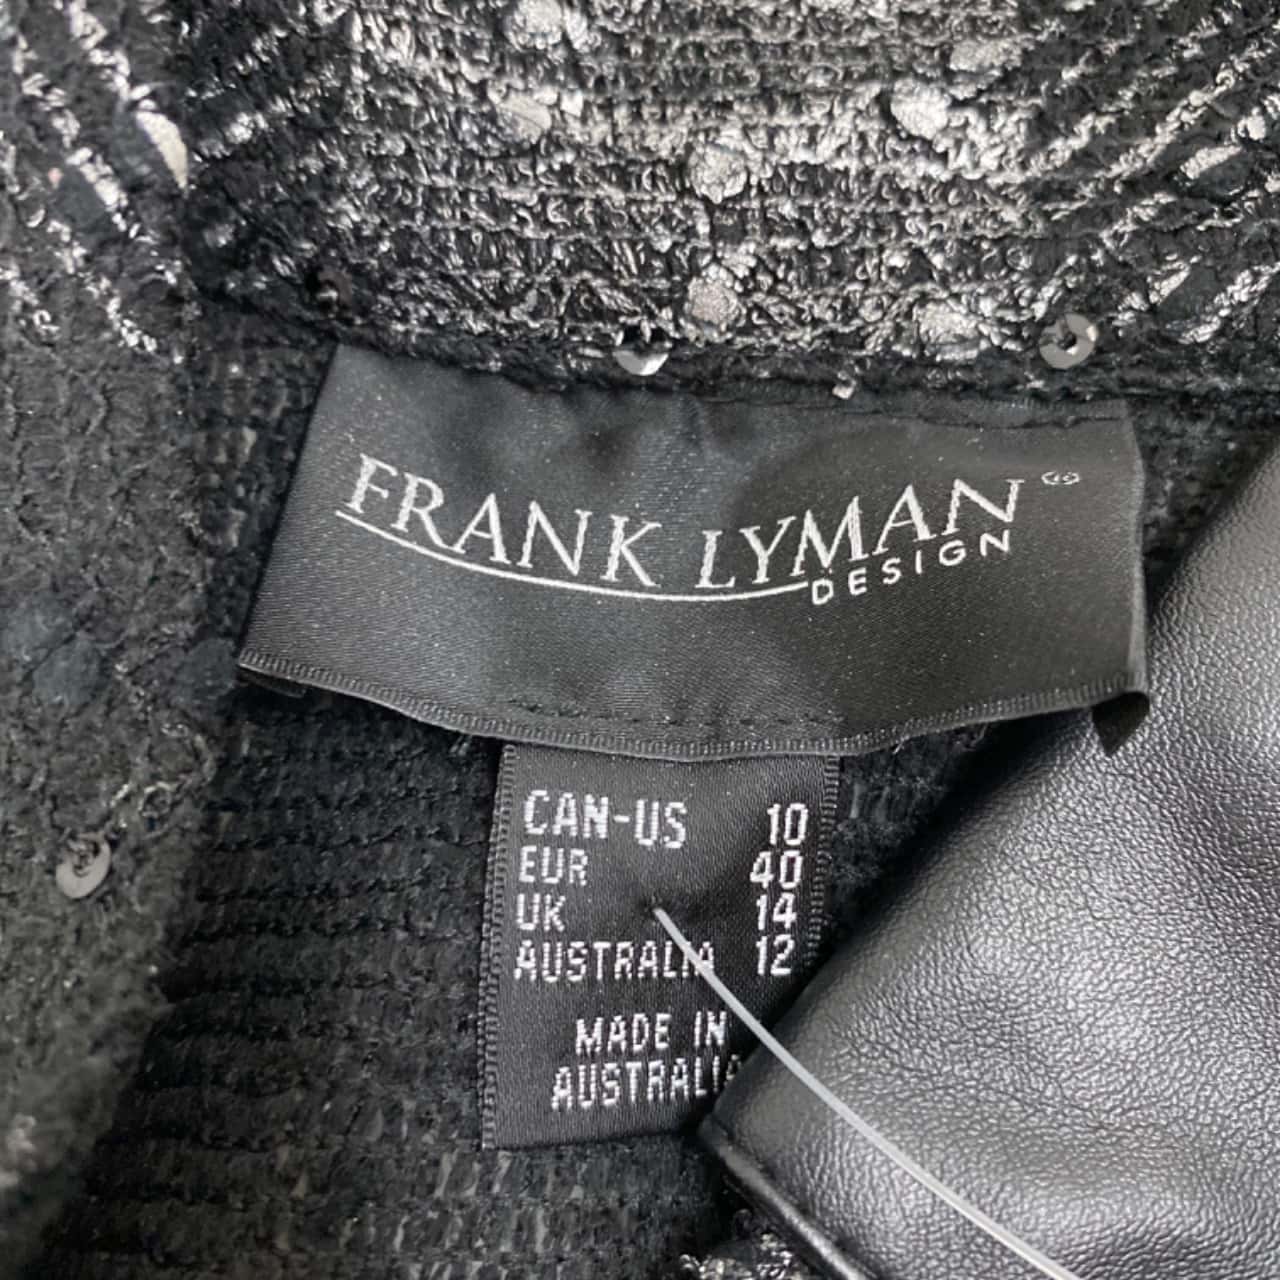 FRANK LYMAN
DESIGN
CAN-US 10
EUR 40
UK 14
AUSTRALIA 12
MADE IN
AUSTRALIA